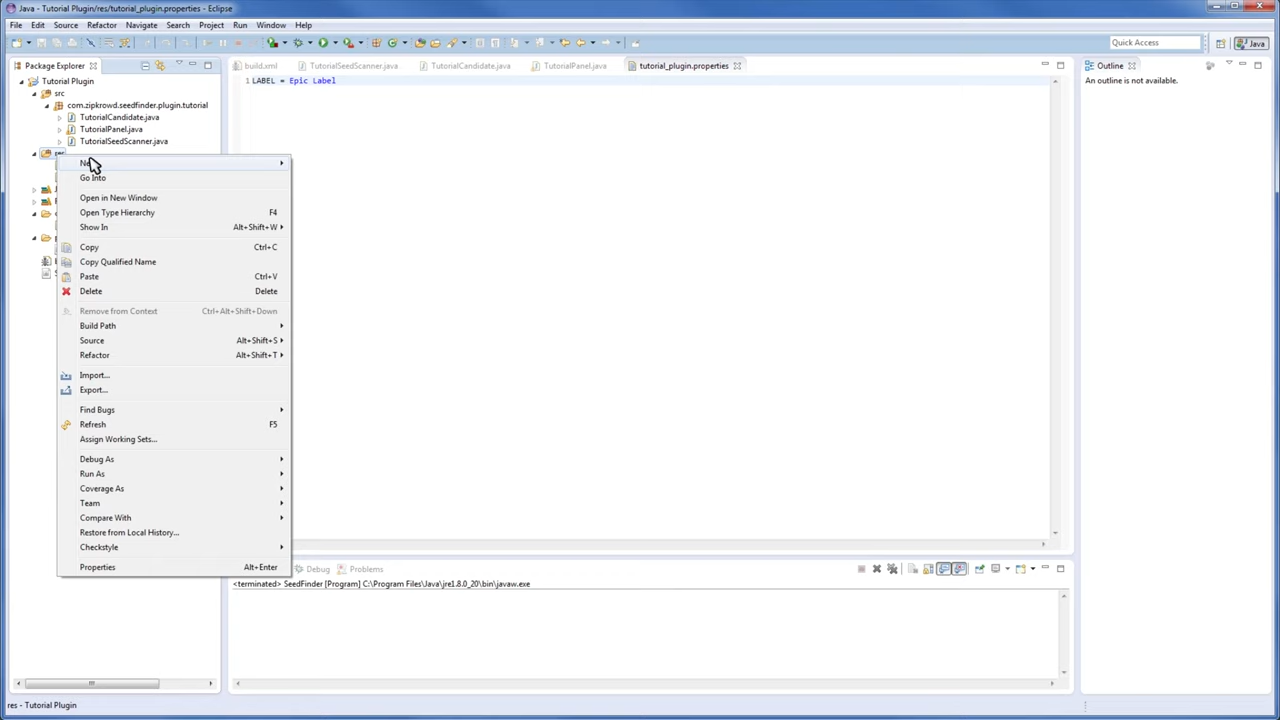 Java - Tutorial Plugin/res/tutorial_plugin.properties - Eclipse
File Edit Source Refactor Navigate Search Project Run Window Help
Quick Access
Java
Package Explorer
build.xml TutorialSeedScanner.java TutorialCandidate.java TutorialPanel.java tutorial_plugin.properties
Outline
Tutorial Plugin
src
com.zipkrowd.seedfinder.plugin.tutorial
TutorialCandidate.java
TutorialPanel.java
TutorialSeedScanner.java
res
1 LABEL = Epic Label
An outline is not available.
New
Go Into
Open in New Window
Open Type Hierarchy F4
Show In Alt+Shift+W
Copy Ctrl+C
Copy Qualified Name
Paste Ctrl+V
Delete Delete
Remove from Context Ctrl+Alt+Shift+Down
Build Path
Source Alt+Shift+S
Refactor Alt+Shift+T
Import...
Export...
Find Bugs
Refresh F5
Assign Working Sets...
Debug As
Run As
Coverage As
Team
Compare With
Restore from Local History...
Checkstyle
Properties Alt+Enter
Debug Problems
<terminated> SeedFinder [Program] C:\Program Files\Java\jre1.8.0_20\bin\javaw.exe
res - Tutorial Plugin